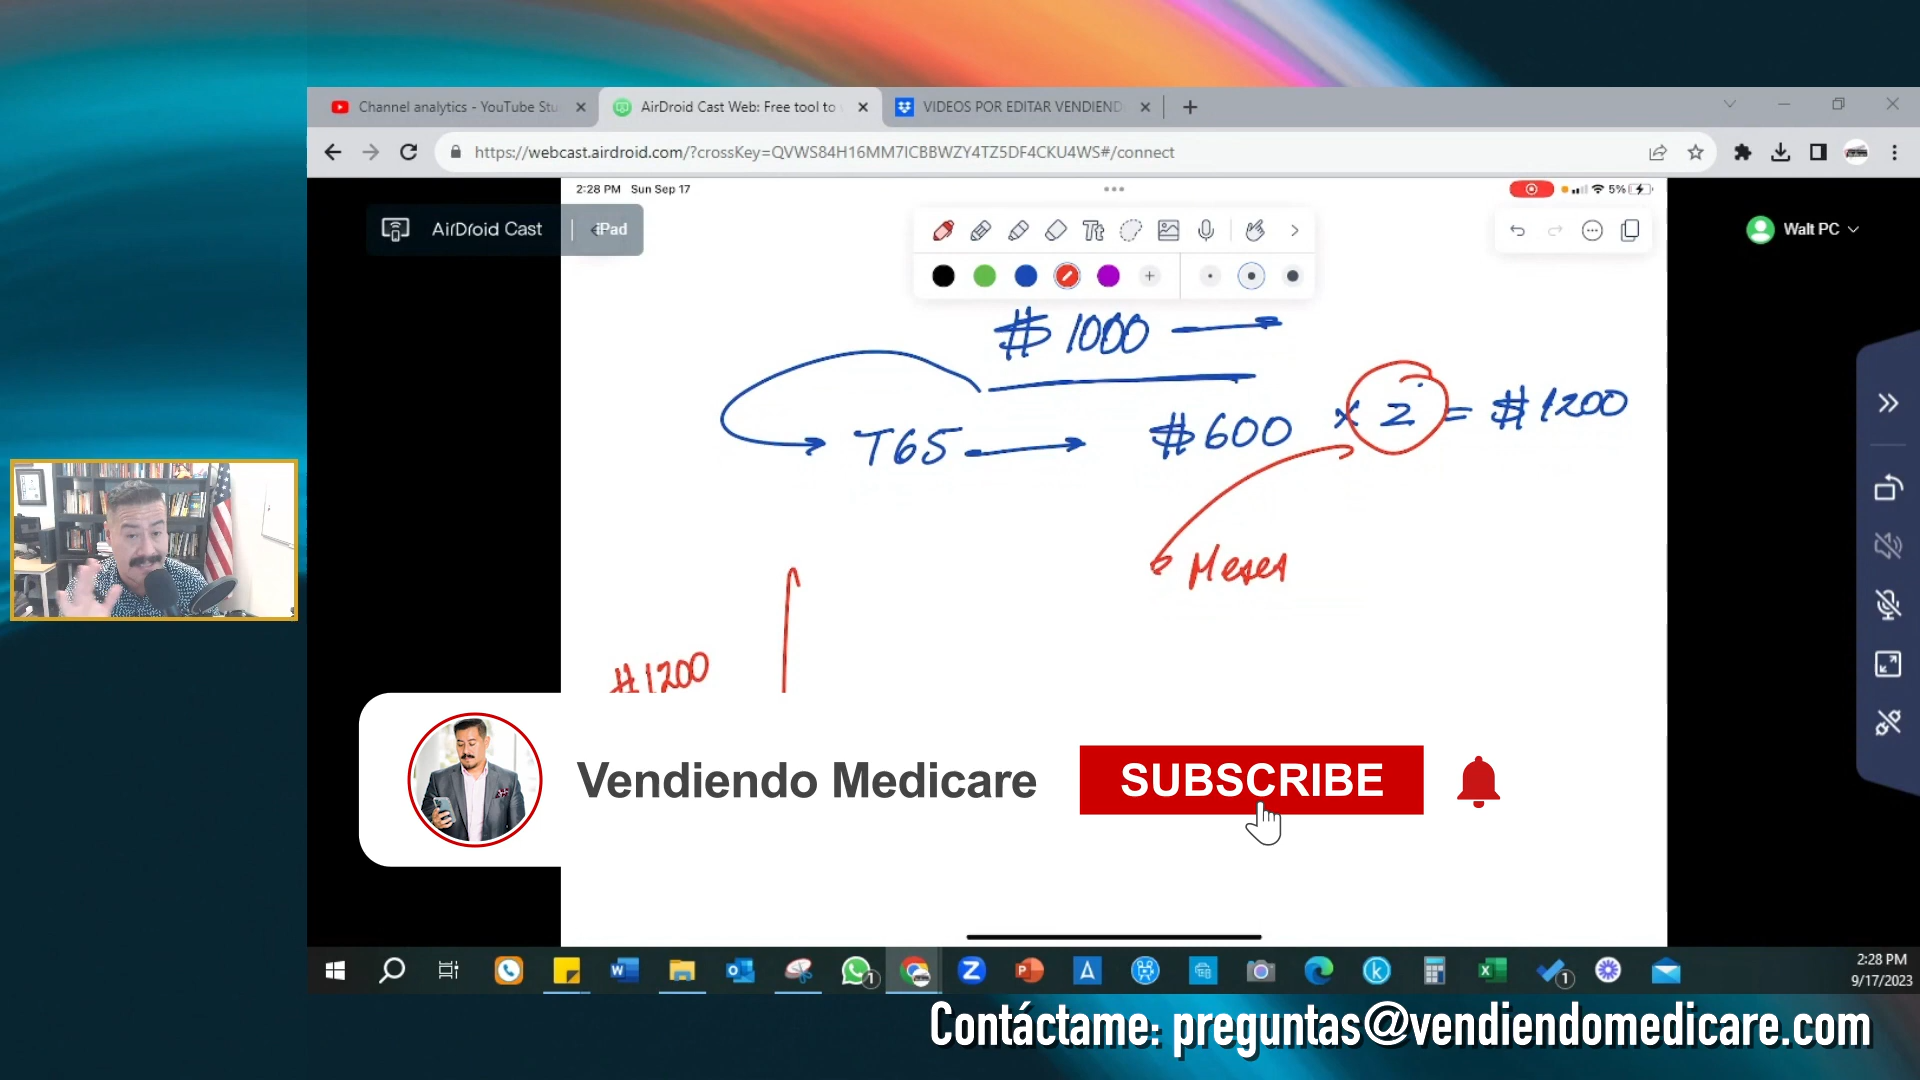 Channel analytics - YouTube Stu
AirDroid Cast Web: Free tool to
VIDEOS POR EDITAR VENDIEND
https://webcast.airdroid.com/?crossKey=QVWS84H16MM7ICBBWZY4TZ5DF4CKU4WS#/connect
2:28 PM Sun Sep 17
5%
AirDroid Cast
iPad
Tt
Walt PC
$1000
T65
$600 x 2 = $1200
Meses
$1200
Vendiendo Medicare
SUBSCRIBE
2:28 PM
9/17/2023
Contáctame: preguntas@vendiendomedicare.com